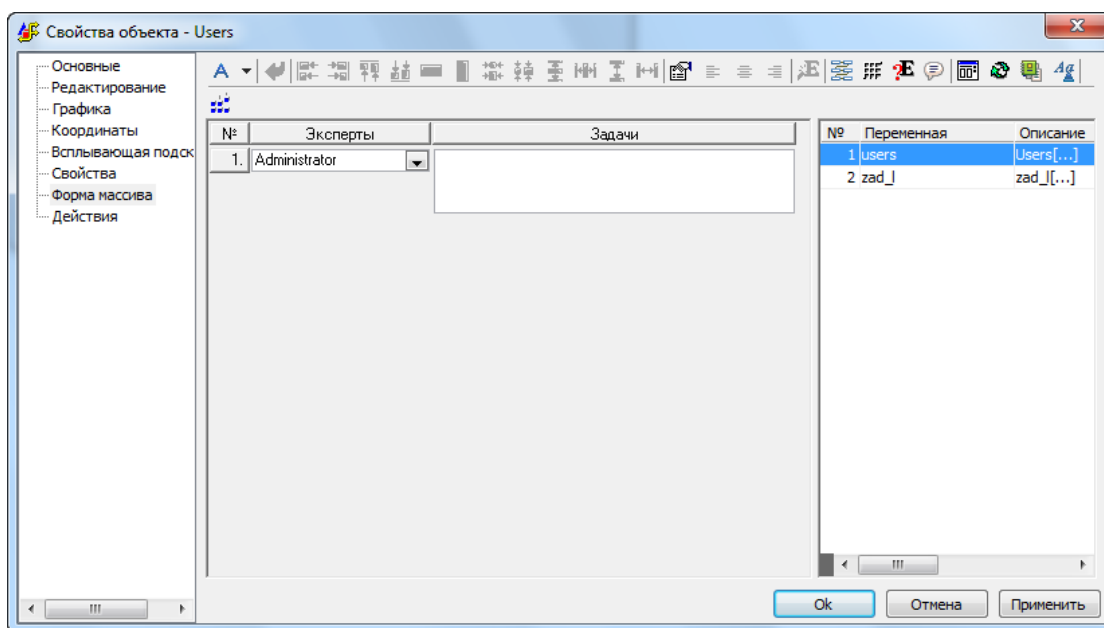 Свойства объекта - Users
Основные
Редактирование
Графика
Координаты
Всплывающая подск
Свойства
Форма массива
Действия
№ Эксперты Задачи
1. Administrator
№ Переменная Описание
1 users Users[...]
2 zad_l zad_l[...]
Ok Отмена Применить